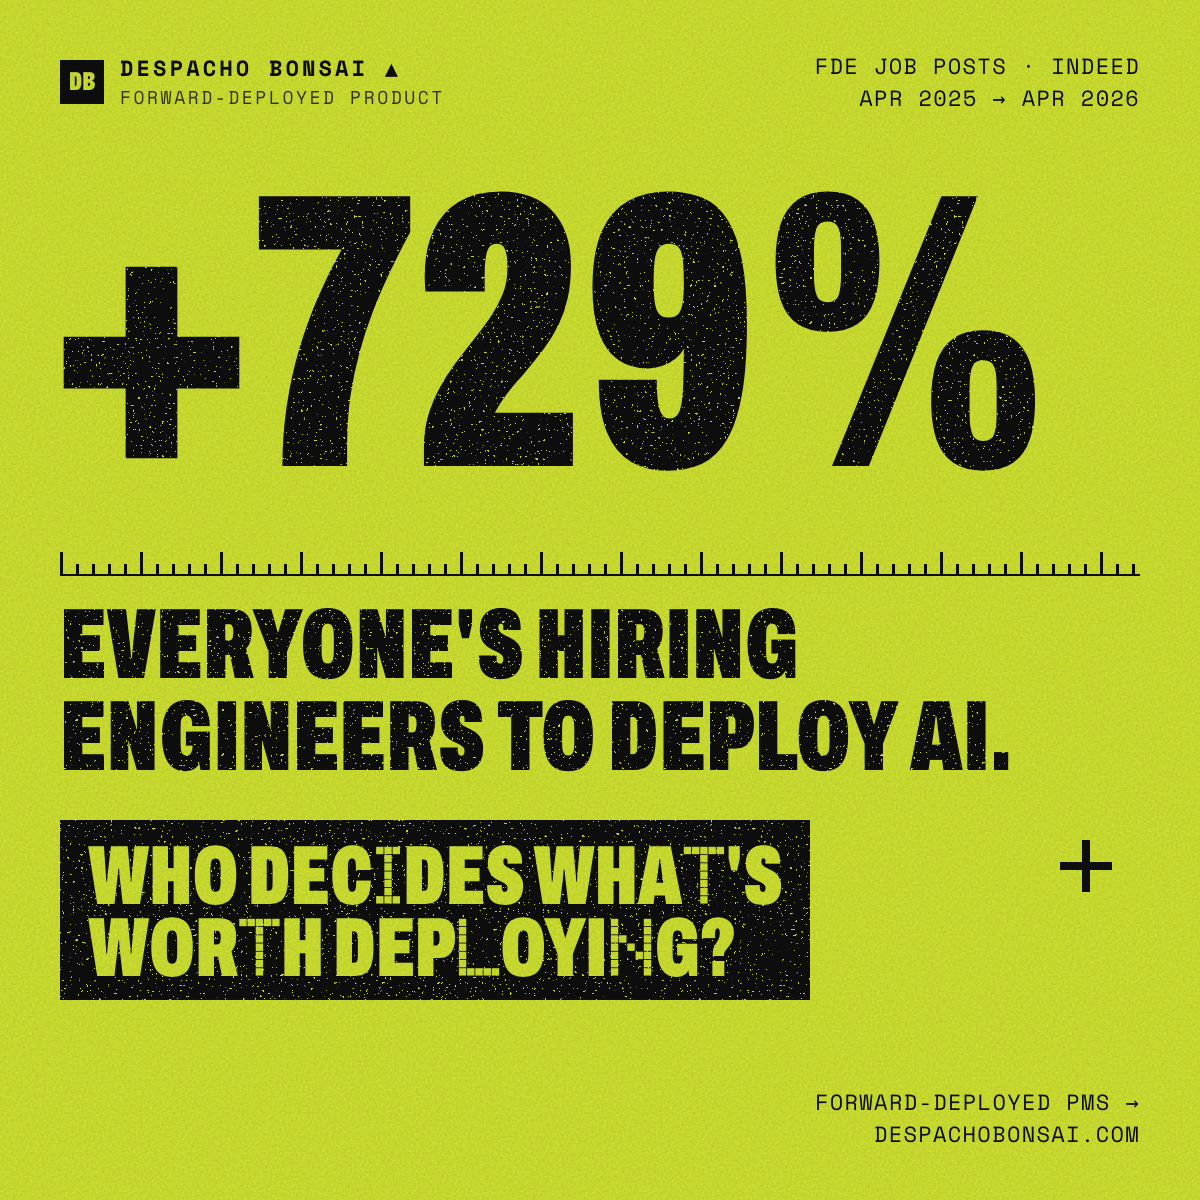 DB
DESPACHO BONSAI ▲
FORWARD-DEPLOYED PRODUCT
FDE JOB POSTS · INDEED
APR 2025 → APR 2026
+729%
EVERYONE'S HIRING
ENGINEERS TO DEPLOY AI.
WHO DECIDES WHAT'S
WORTH DEPLOYING?
FORWARD-DEPLOYED PMS →
DESPACHOBONSAI.COM